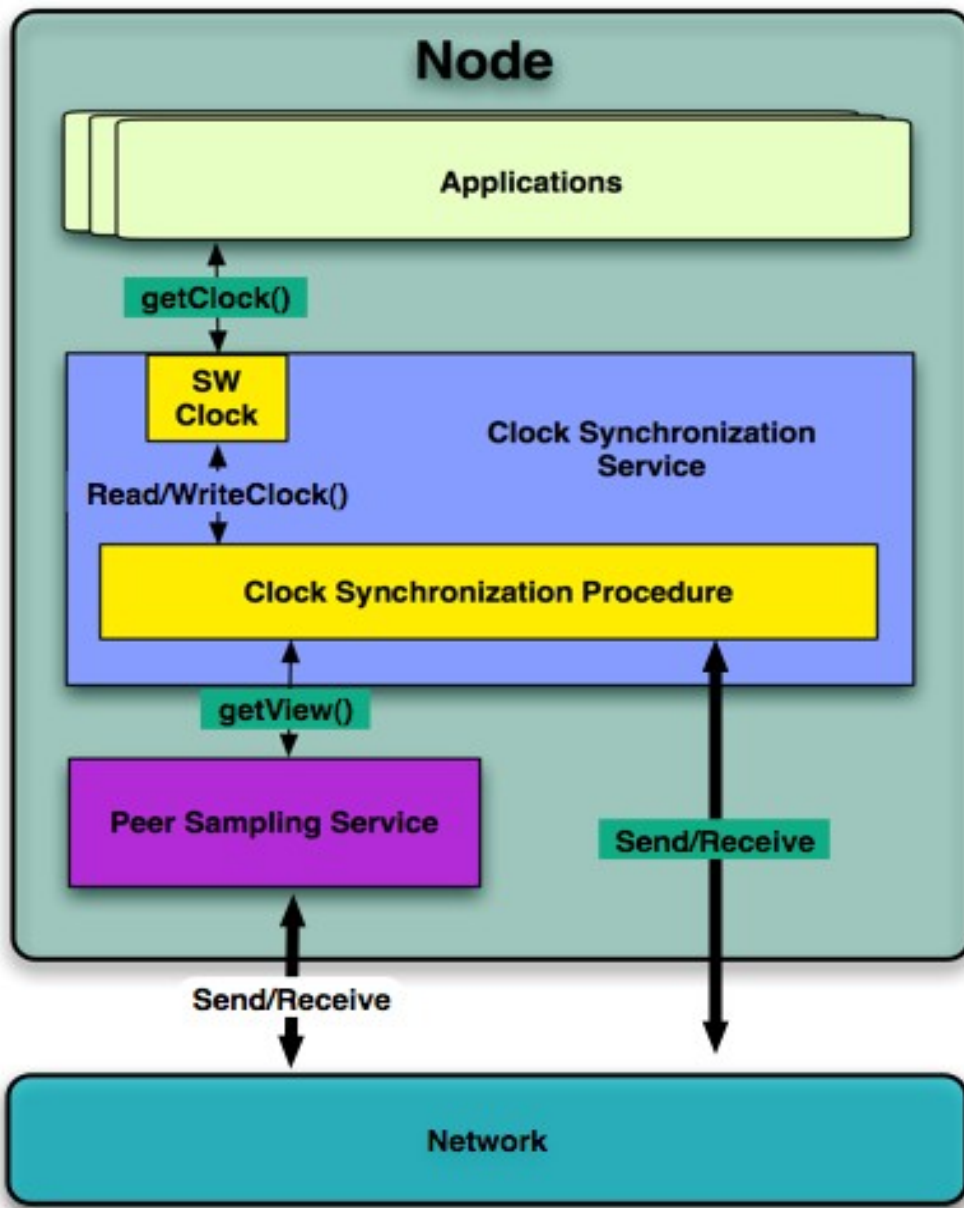 Node
Applications
getClock()
SW
Clock
Clock Synchronization
Service
Read/WriteClock()
Clock Synchronization Procedure
getView()
Peer Sampling Service
Send/Receive
Send/Receive
Network